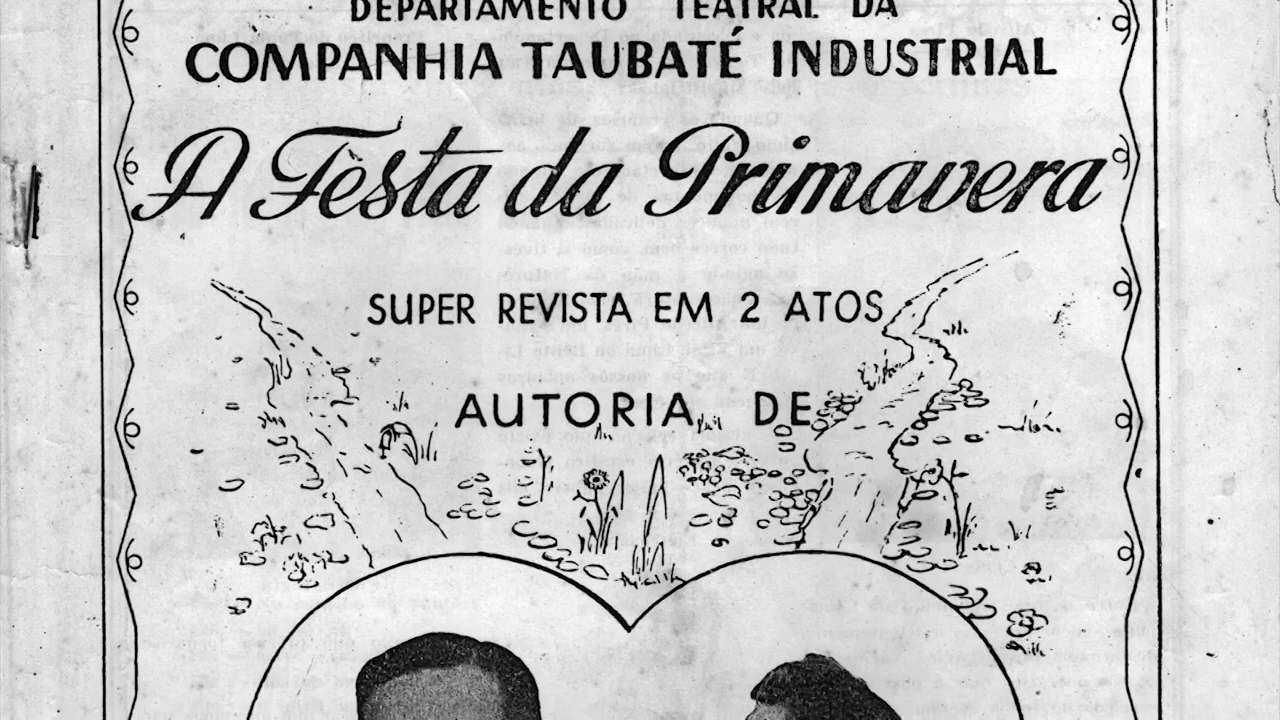 DEPARTAMENTO TEATRAL DA
COMPANHIA TAUBATÉ INDUSTRIAL
A Festa da Primavera
SUPER REVISTA EM 2 ATOS
AUTORIA DE